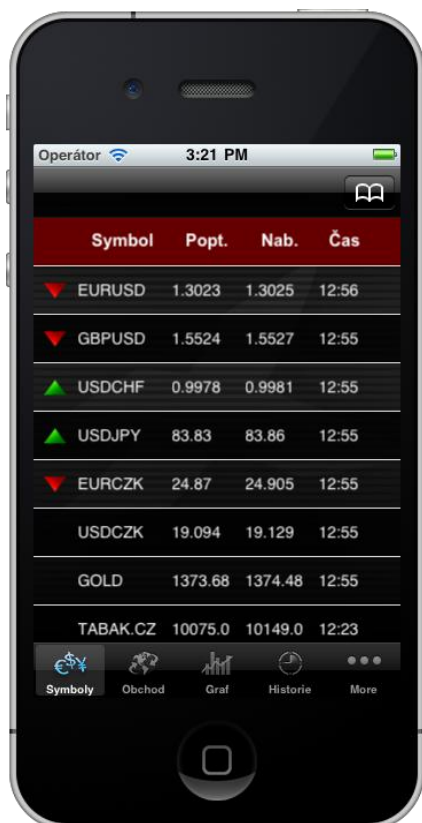 Operátor 3:21 PM
Symbol Popt. Nab. Čas
EURUSD 1.3023 1.3025 12:56
GBPUSD 1.5524 1.5527 12:55
USDCHF 0.9978 0.9981 12:55
USDJPY 83.83 83.86 12:55
EURCZK 24.87 24.905 12:55
USDCZK 19.094 19.129 12:55
GOLD 1373.68 1374.48 12:55
TABAK.CZ 10075.0 10149.0 12:23
€$¥
Symboly Obchod Graf Historie More